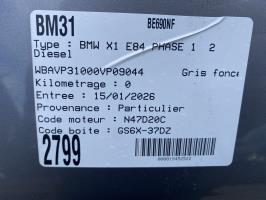 BM31 BE690NF
Type : BMW X1 E84 PHASE 1 2
Diesel
WBAVP31000VP09044 Gris fonce
Kilometrage : 0
Entree : 15/01/2026
Provenance : Particulier
Code moteur : N47D20C
Code boite : GS6X-37DZ
2799